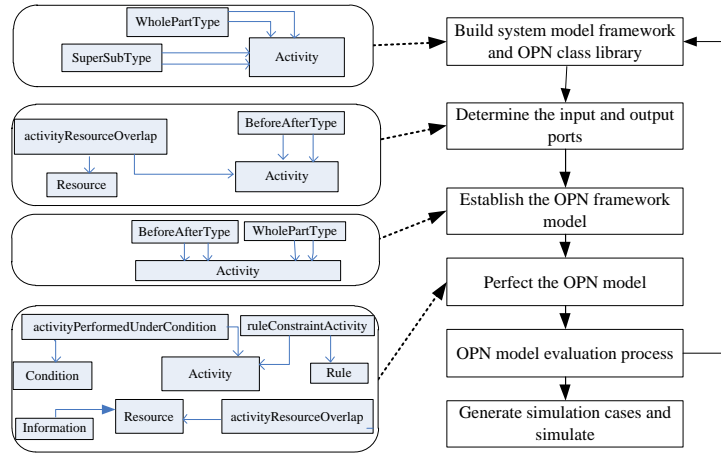 WholePartType
SuperSubType
Activity
activityResourceOverlap
BeforeAfterType
Resource
Activity
BeforeAfterType
WholePartType
Activity
activityPerformedUnderCondition
ruleConstraintActivity
Condition
Activity
Rule
Information
Resource
activityResourceOverlap
Build system model framework
and OPN class library
Determine the input and output
ports
Establish the OPN framework
model
Perfect the OPN model
OPN model evaluation process
Generate simulation cases and
simulate